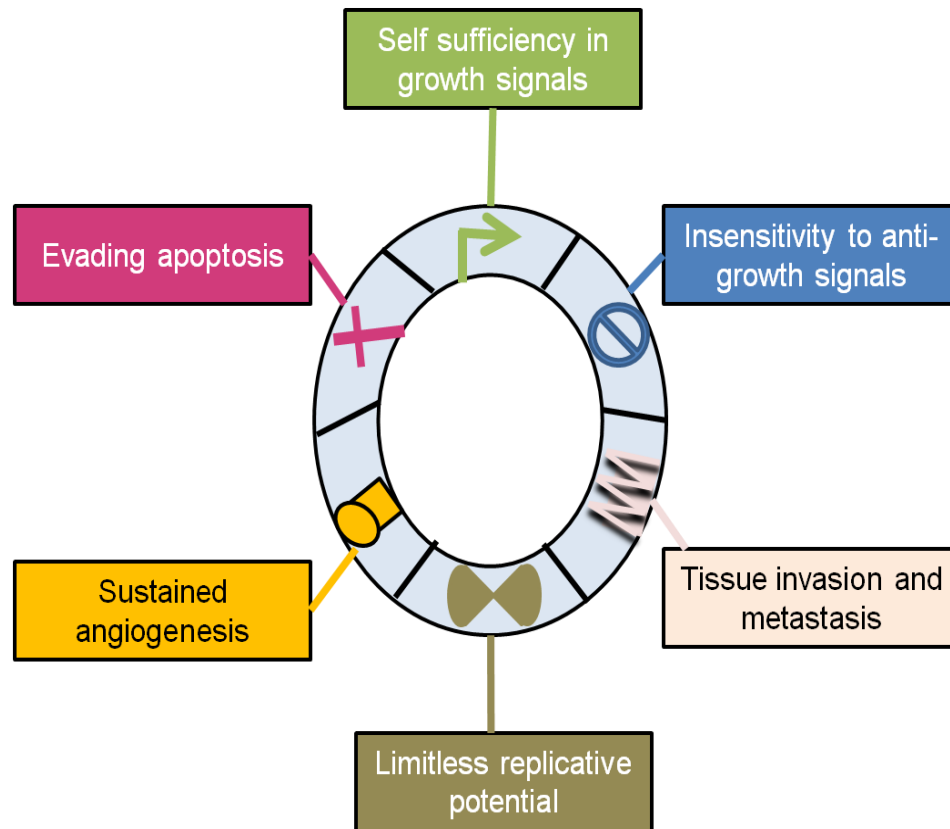 Self sufficiency in
growth signals
Evading apoptosis
Insensitivity to anti-
growth signals
Sustained
angiogenesis
Tissue invasion and
metastasis
Limitless replicative
potential